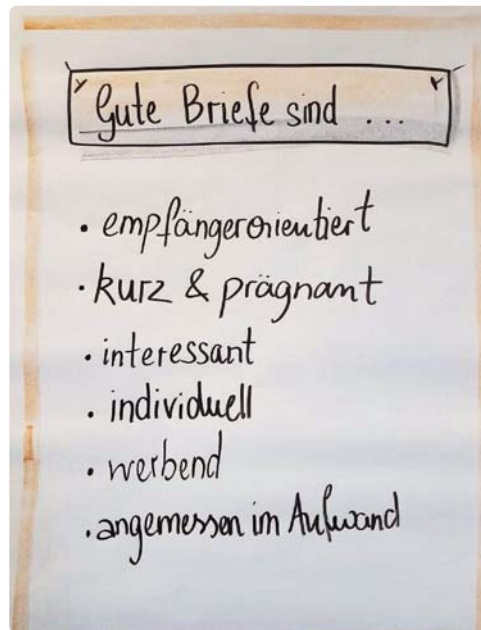 Gute Briefe sind ...
• empfängerorientiert
• kurz & prägnant
• interessant
• individuell
• werbend
• angemessen im Aufwand